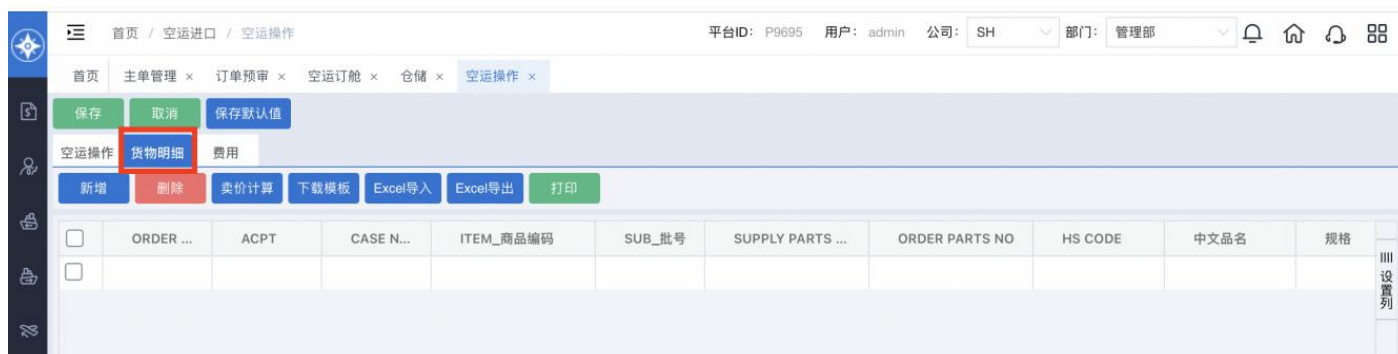 首页 / 空运进口 / 空运操作 平台ID: P9695 用户: admin 公司: SH 部门: 管理部
首页 主单管理 × 订单预审 × 空运订舱 × 仓储 × 空运操作 ×
保存 取消 保存默认值
空运操作 货物明细 费用
新增 删除 卖价计算 下载模板 Excel导入 Excel导出 打印
ORDER ... ACPT CASE N... ITEM_商品编码 SUB_批号 SUPPLY PARTS ... ORDER PARTS NO HS CODE 中文品名 规格
设置列